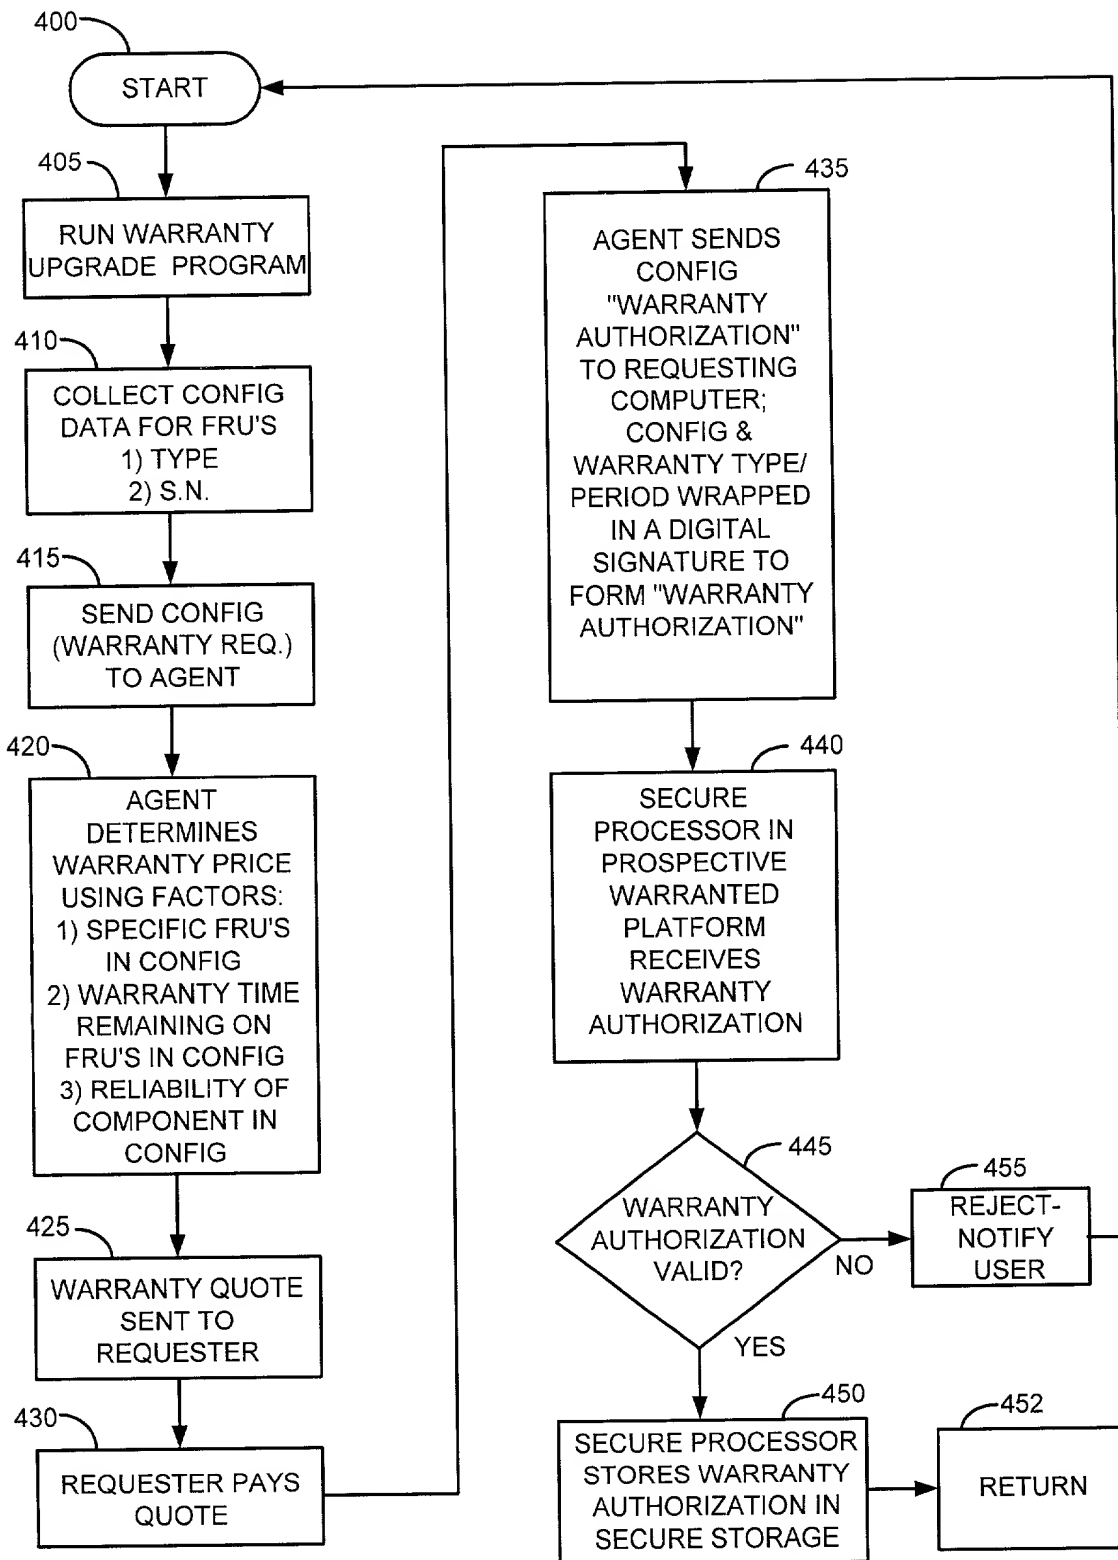 400
START
405
RUN WARRANTY
UPGRADE PROGRAM
410
COLLECT CONFIG
DATA FOR FRU'S
1) TYPE
2) S.N.
415
SEND CONFIG
(WARRANTY REQ.)
TO AGENT
420
AGENT
DETERMINES
WARRANTY PRICE
USING FACTORS:
1) SPECIFIC FRU'S
IN CONFIG
2) WARRANTY TIME
REMAINING ON
FRU'S IN CONFIG
3) RELIABILITY OF
COMPONENT IN
CONFIG
425
WARRANTY QUOTE
SENT TO
REQUESTER
430
REQUESTER PAYS
QUOTE
435
AGENT SENDS
CONFIG
"WARRANTY
AUTHORIZATION"
TO REQUESTING
COMPUTER;
CONFIG &
WARRANTY TYPE/
PERIOD WRAPPED
IN A DIGITAL
SIGNATURE TO
FORM "WARRANTY
AUTHORIZATION"
440
SECURE
PROCESSOR IN
PROSPECTIVE
WARRANTED
PLATFORM
RECEIVES
WARRANTY
AUTHORIZATION
445
WARRANTY
AUTHORIZATION
VALID?
NO
YES
455
REJECT-
NOTIFY
USER
450
SECURE PROCESSOR
STORES WARRANTY
AUTHORIZATION IN
SECURE STORAGE
452
RETURN